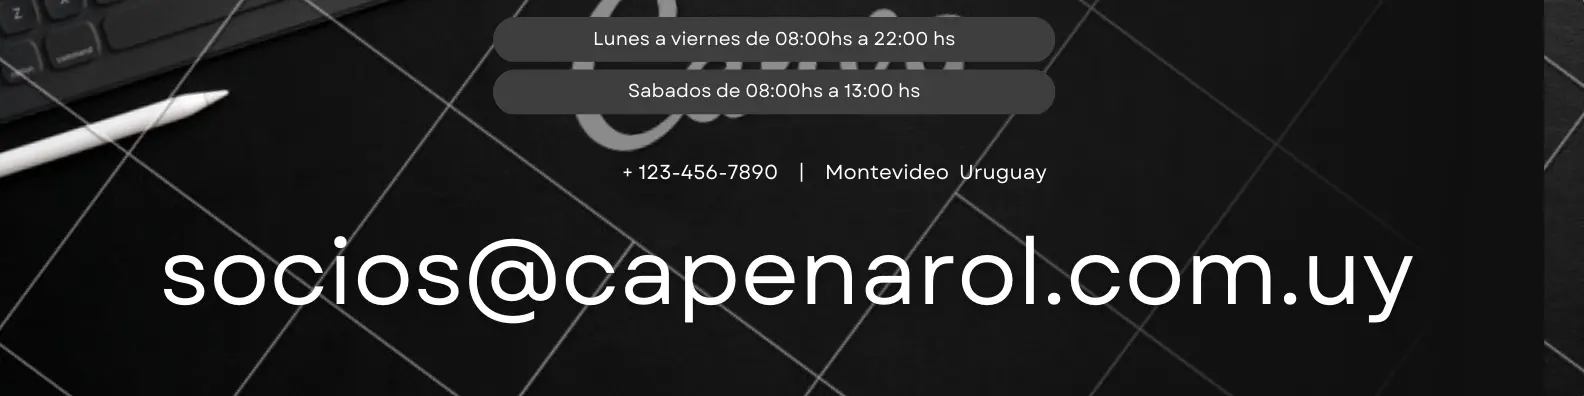 Lunes a viernes de 08:00hs a 22:00 hs
Sabados de 08:00hs a 13:00 hs
+ 123-456-7890 | Montevideo Uruguay
socios@capenarol.com.uy
Z
X
command